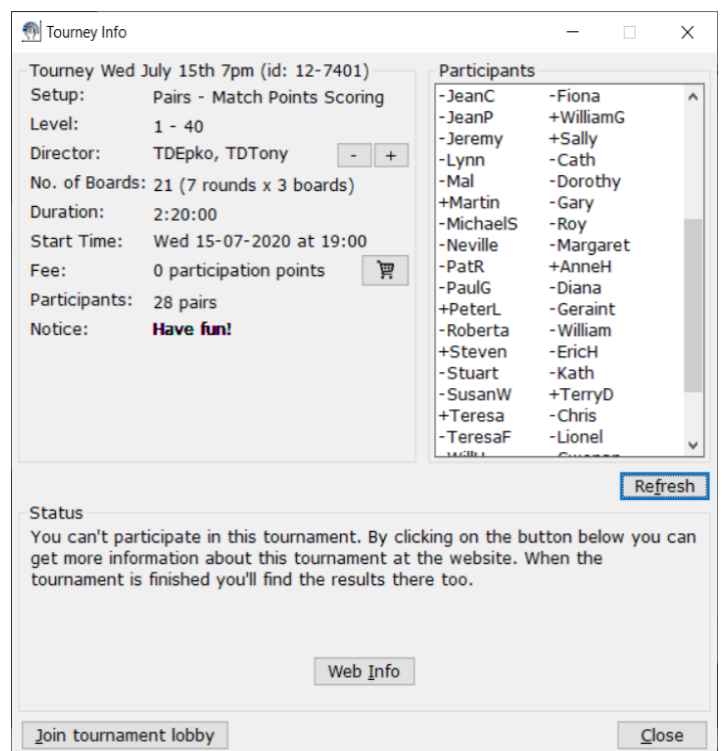 Tourney Info
Tourney Wed July 15th 7pm (id: 12-7401)
Setup: Pairs - Match Points Scoring
Level: 1 - 40
Director: TDEpko, TDTony - +
No. of Boards: 21 (7 rounds x 3 boards)
Duration: 2:20:00
Start Time: Wed 15-07-2020 at 19:00
Fee: 0 participation points
Participants: 28 pairs
Notice: Have fun!
Participants
-JeanC -Fiona
-JeanP +WilliamG
-Jeremy +Sally
-Lynn -Cath
-Mal -Dorothy
+Martin -Gary
-MichaelS -Roy
-Neville -Margaret
-PatR +AnneH
-PaulG -Diana
+PeterL -Geraint
-Roberta -William
+Steven -EricH
-Stuart -Kath
-SusanW +TerryD
+Teresa -Chris
-TeresaF -Lionel
Refresh
Status
You can't participate in this tournament. By clicking on the button below you can
get more information about this tournament at the website. When the
tournament is finished you'll find the results there too.
Web Info
Join tournament lobby
Close